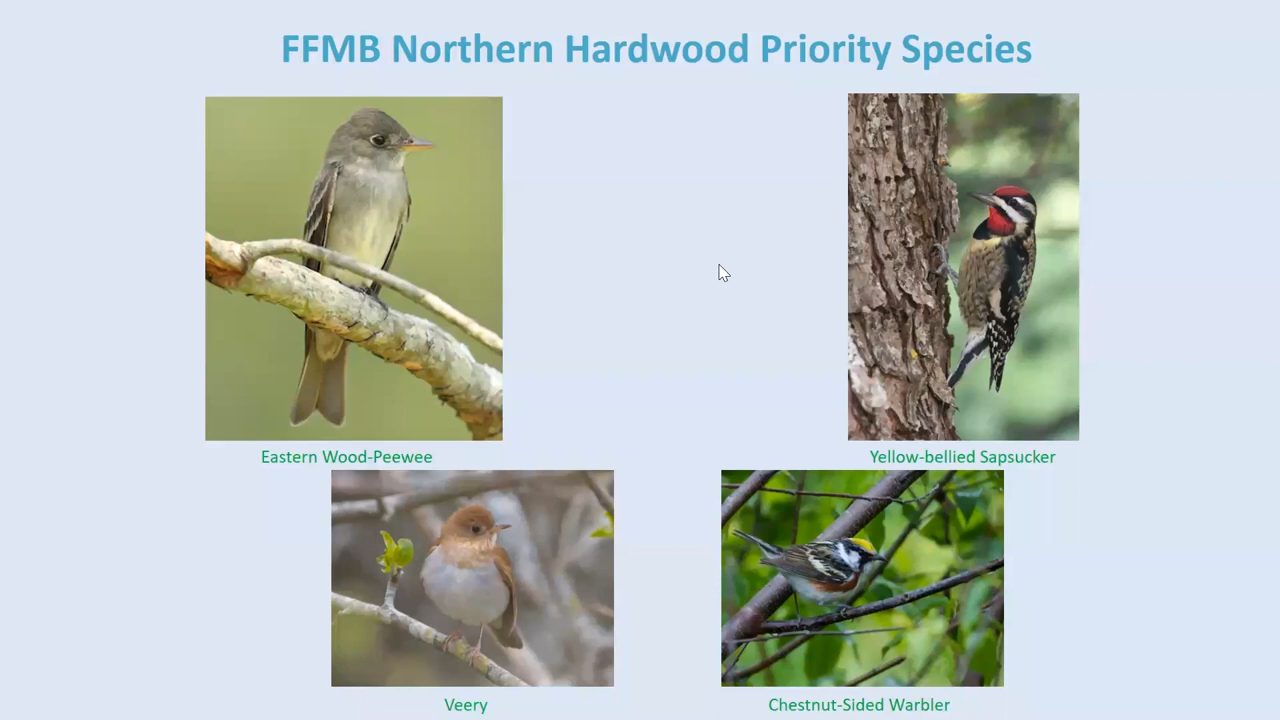 FFMB Northern Hardwood Priority Species
Eastern Wood-Peewee
Yellow-bellied Sapsucker
Veery
Chestnut-Sided Warbler